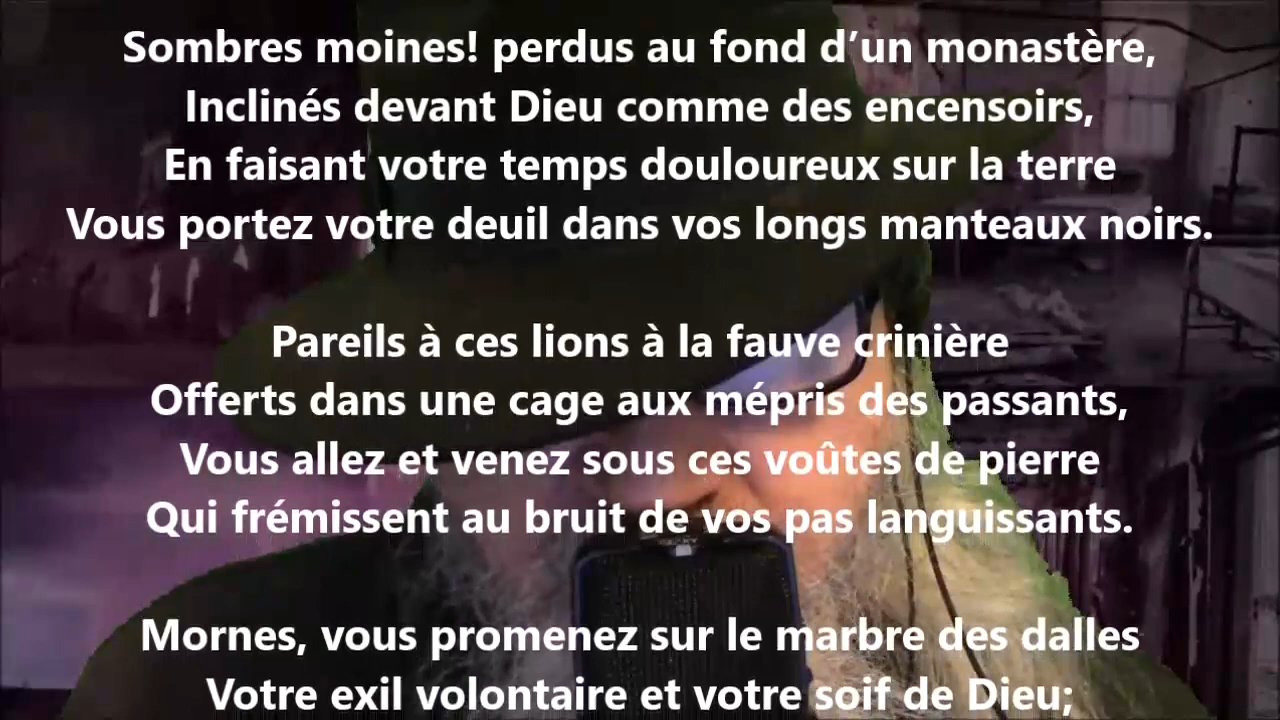 Sombres moines! perdus au fond d’un monastère,
Inclinés devant Dieu comme des encensoirs,
En faisant votre temps douloureux sur la terre
Vous portez votre deuil dans vos longs manteaux noirs.
Pareils à ces lions à la fauve crinière
Offerts dans une cage aux mépris des passants,
Vous allez et venez sous ces voûtes de pierre
Qui frémissent au bruit de vos pas languissants.
Mornes, vous promenez sur le marbre des dalles
Votre exil volontaire et votre soif de Dieu;